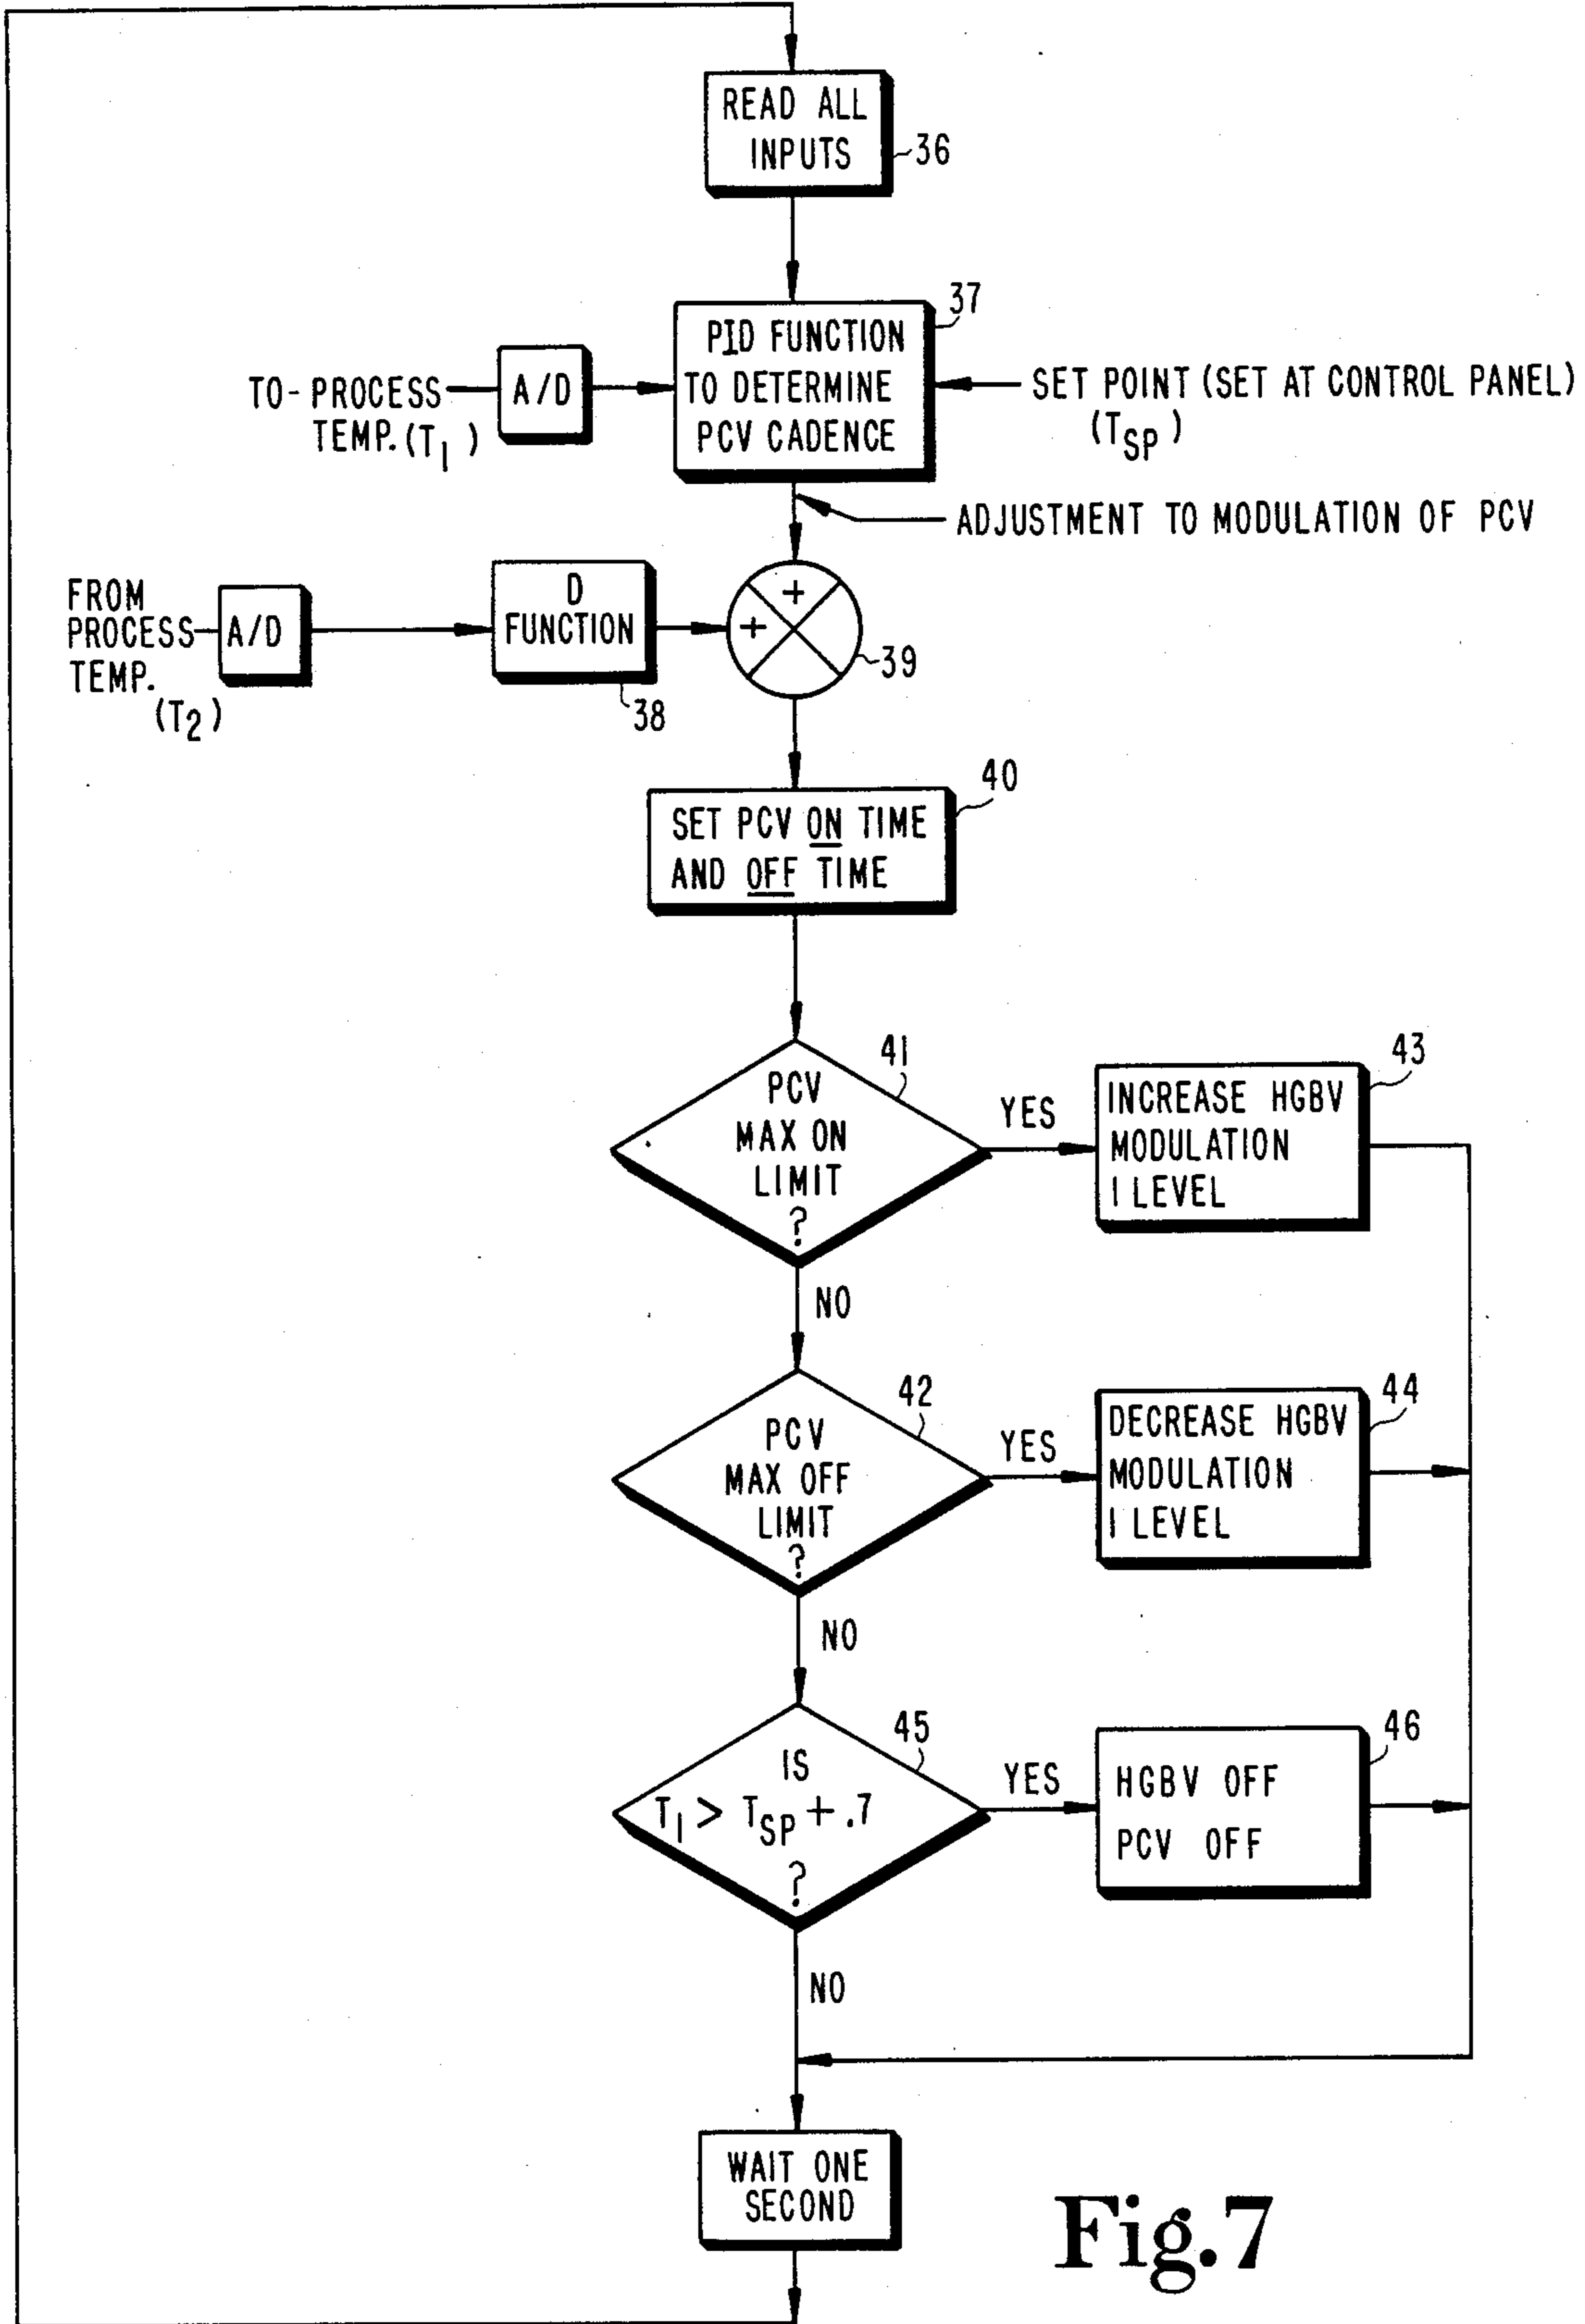 READ ALL
INPUTS
36
37
PID FUNCTION
TO DETERMINE
PCV CADENCE
TO-PROCESS
TEMP. (T1)
A/D
SET POINT (SET AT CONTROL PANEL)
(TSP)
ADJUSTMENT TO MODULATION OF PCV
FROM
PROCESS
TEMP.
(T2)
A/D
D
FUNCTION
38
+
+
39
40
SET PCV ON TIME
AND OFF TIME
41
PCV
MAX ON
LIMIT
?
YES
43
INCREASE HGBV
MODULATION
1 LEVEL
NO
42
PCV
MAX OFF
LIMIT
?
YES
44
DECREASE HGBV
MODULATION
1 LEVEL
NO
45
IS
T1 > TSP + .7
?
YES
46
HGBV OFF
PCV OFF
NO
WAIT ONE
SECOND
Fig.7